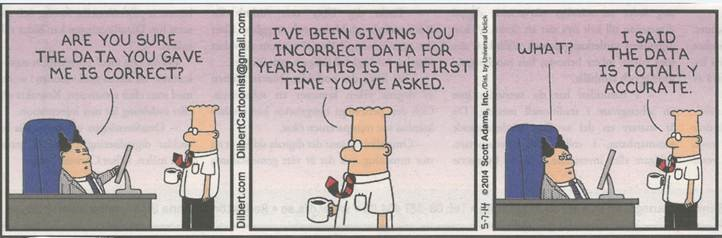 ARE YOU SURE
THE DATA YOU GAVE
ME IS CORRECT?
Dilbert.com DilbertCartoonist@gmail.com
I'VE BEEN GIVING YOU
INCORRECT DATA FOR
YEARS. THIS IS THE FIRST
TIME YOU'VE ASKED.
5-7-14 ©2014 Scott Adams, Inc. /Dist. by Universal Uclick
WHAT?
I SAID
THE DATA
IS TOTALLY
ACCURATE.